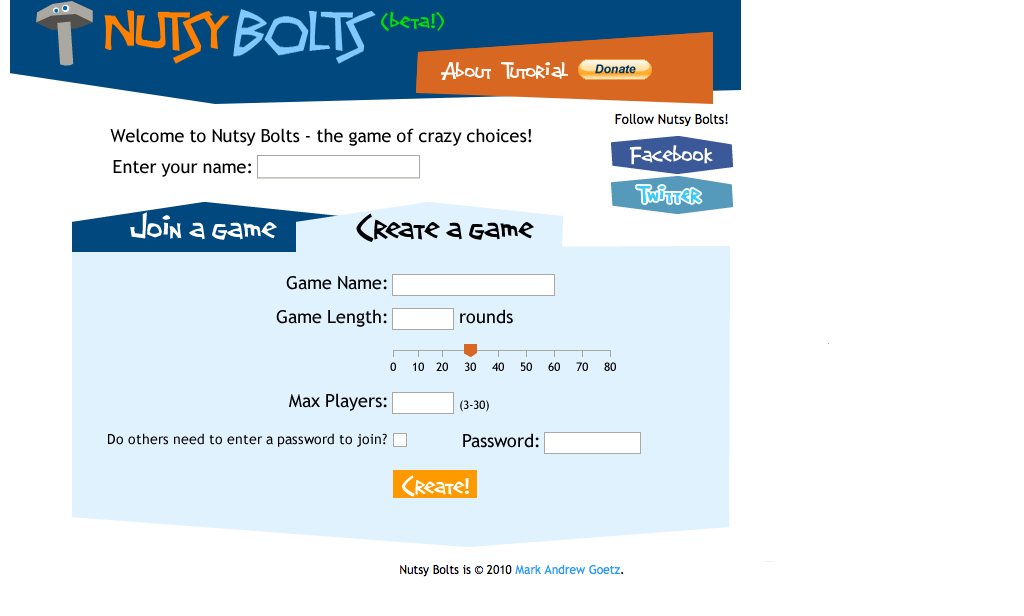 NUTSY BOLTS (beta!)
About Tutorial Donate
Follow Nutsy Bolts!
Welcome to Nutsy Bolts - the game of crazy choices!
Facebook
Enter your name:
Twitter
Join a game Create a game
Game Name:
Game Length: rounds
0 10 20 30 40 50 60 70 80
Max Players: (3-30)
Do others need to enter a password to join? Password:
Create!
Nutsy Bolts is © 2010 Mark Andrew Goetz.